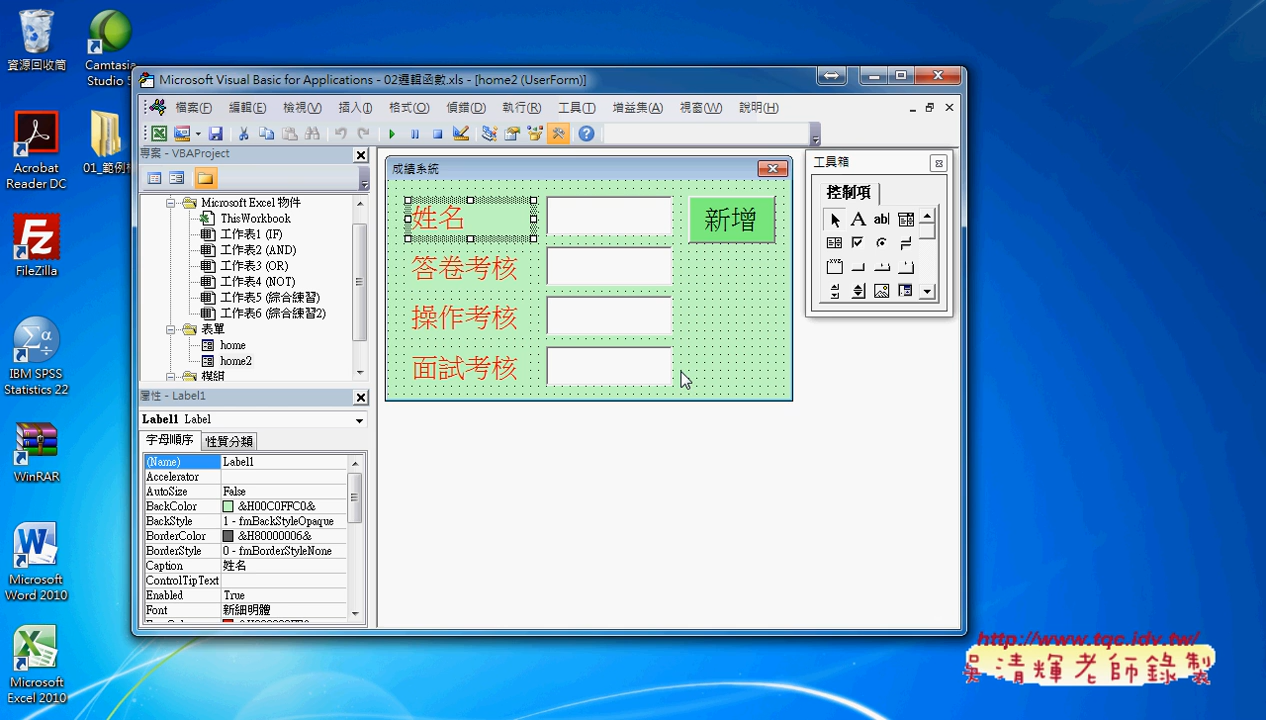 資源回收筒
Camtasia
Studio
Acrobat
Reader DC
01_範例
FileZilla
IBM SPSS
Statistics 22
WinRAR
Microsoft
Word 2010
Microsoft
Excel 2010
Microsoft Visual Basic for Applications - 02邏輯函數.xls - [home2 (UserForm)]
檔案(F) 編輯(E) 檢視(V) 插入(I) 格式(O) 偵錯(D) 執行(R) 工具(T) 增益集(A) 視窗(W) 說明(H)
專案 - VBAProject
Microsoft Excel 物件
ThisWorkbook
工作表1 (IF)
工作表2 (AND)
工作表3 (OR)
工作表4 (NOT)
工作表5 (綜合練習)
工作表6 (綜合練習2)
表單
home
home2
模組
屬性 - Label1
Label1 Label
字母順序 性質分類
(Name) Label1
Accelerator
AutoSize False
BackColor &H00C0FFC0&
BackStyle 1 - fmBackStyleOpaque
BorderColor &H80000006&
BorderStyle 0 - fmBorderStyleNone
Caption 姓名
ControlTipText
Enabled True
Font 新細明體
成績系統
姓名 新增
答卷考核
操作考核
面試考核
工具箱
控制項
A abl
http://www.tqc.idv.tw/
吳清輝老師錄製